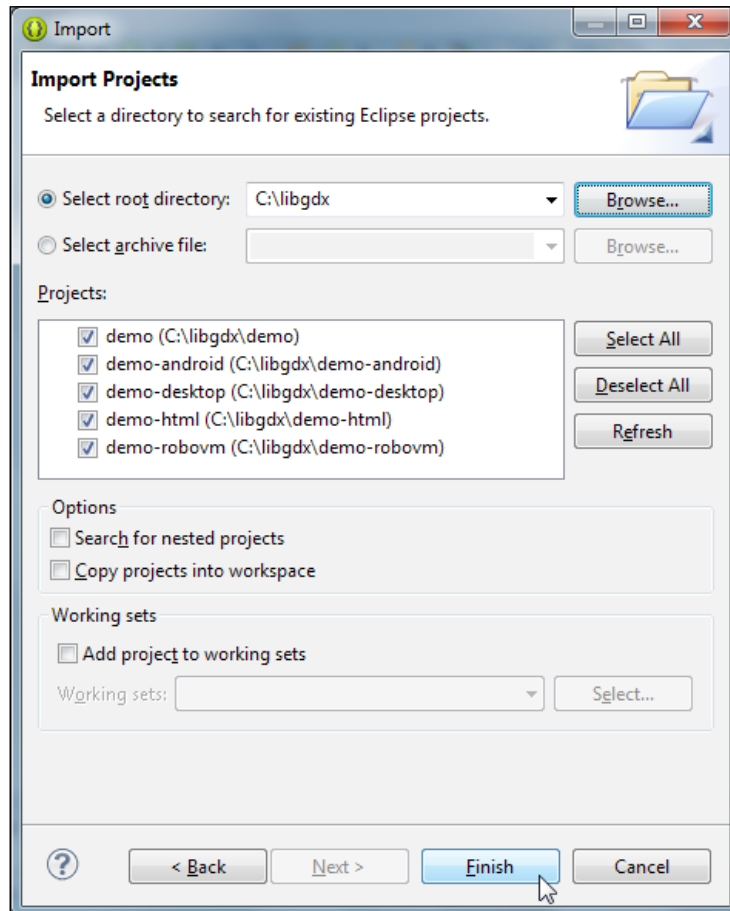 Import
Import Projects
Select a directory to search for existing Eclipse projects.
Select root directory: C:\libgdx Browse...
Select archive file: Browse...
Projects:
demo (C:\libgdx\demo) Select All
demo-android (C:\libgdx\demo-android)
demo-desktop (C:\libgdx\demo-desktop) Deselect All
demo-html (C:\libgdx\demo-html)
demo-robovm (C:\libgdx\demo-robovm) Refresh
Options
Search for nested projects
Copy projects into workspace
Working sets
Add project to working sets
Working sets: Select...
? < Back Next > Finish Cancel